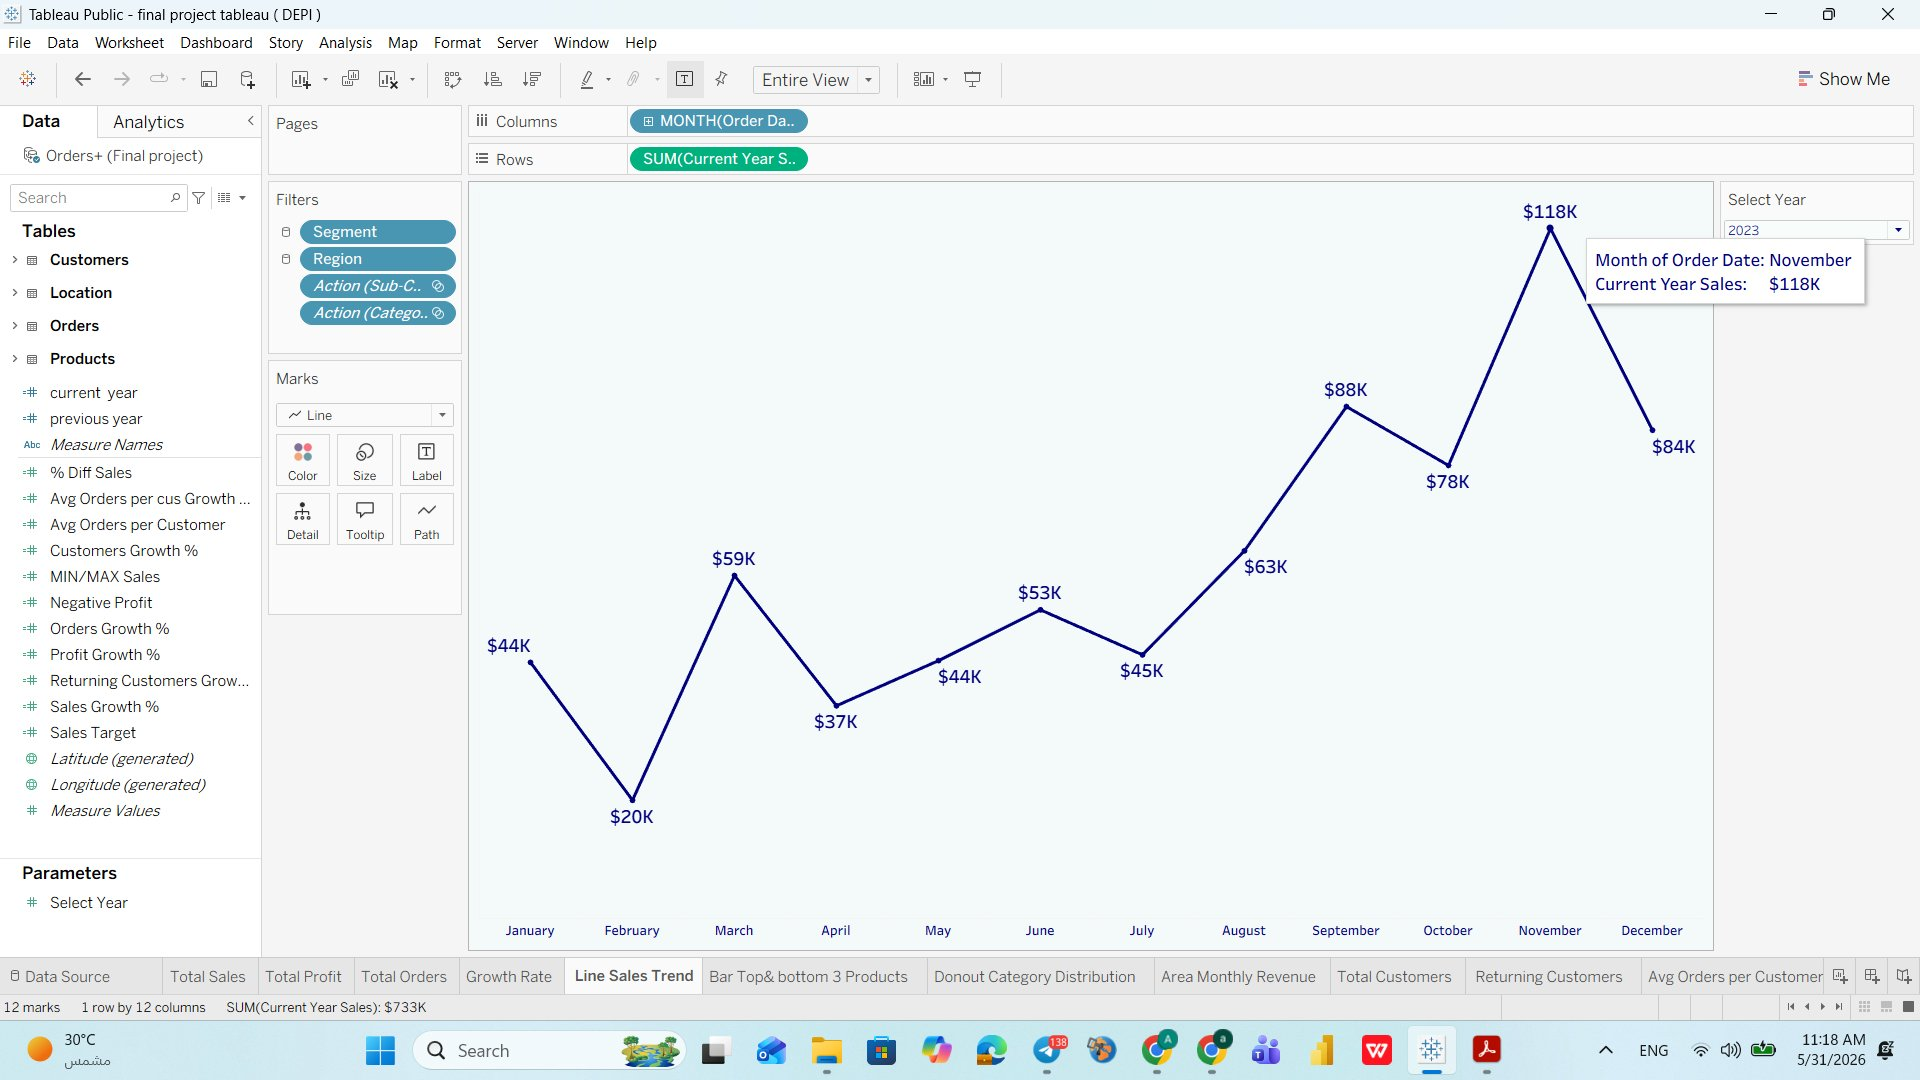 Tableau Public - final project tableau ( DEPI )
File Data Worksheet Dashboard Story Analysis Map Format Server Window Help
Entire View
Show Me
Data Analytics
Orders+ (Final project)
Search
Tables
Customers
Location
Orders
Products
current year
previous year
Abc Measure Names
% Diff Sales
Avg Orders per cus Growth ...
Avg Orders per Customer
Customers Growth %
MIN/MAX Sales
Negative Profit
Orders Growth %
Profit Growth %
Returning Customers Grow...
Sales Growth %
Sales Target
Latitude (generated)
Longitude (generated)
Measure Values
Parameters
Select Year
Pages
Filters
Segment
Region
Action (Sub-C..
Action (Catego..
Marks
Line
Color Size Label
Detail Tooltip Path
Columns MONTH(Order Da..
Rows SUM(Current Year S..
$44K
$20K
$59K
$37K
$44K
$53K
$45K
$63K
$88K
$78K
$118K
$84K
January February March April May June July August September October November December
Select Year
2023
Month of Order Date: November
Current Year Sales: $118K
Data Source Total Sales Total Profit Total Orders Growth Rate Line Sales Trend Bar Top& bottom 3 Products Donout Category Distribution Area Monthly Revenue Total Customers Returning Customers Avg Orders per Customer
12 marks 1 row by 12 columns SUM(Current Year Sales): $733K
30°C
مشمس
Search
138
A
a
ENG
11:18 AM
5/31/2026